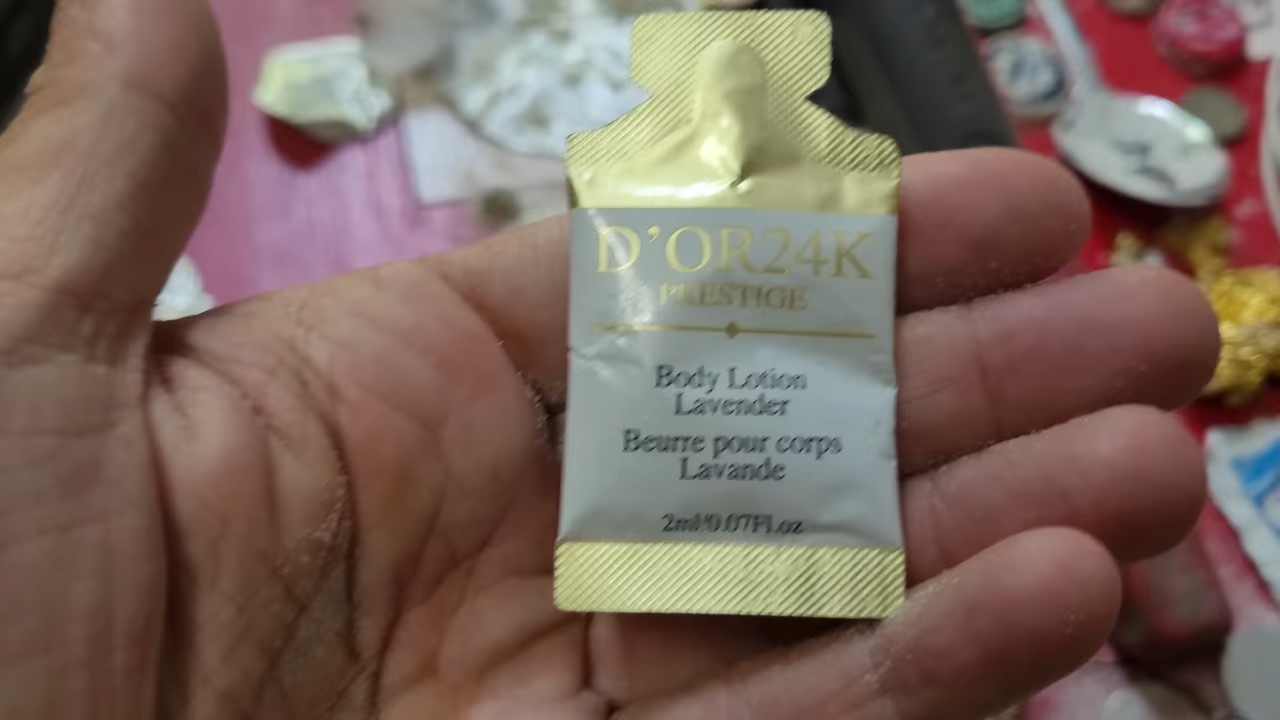 D'OR24K
PRESTIGE
Body Lotion
Lavender
Beurre pour corps
Lavande
2ml/0.07Fl.oz